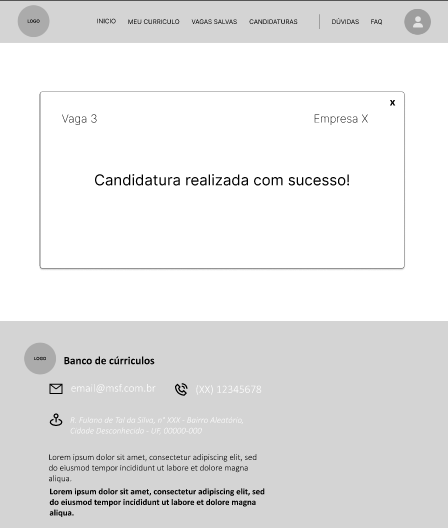 LOGO
INICIO MEU CURRICULO VAGAS SALVAS CANDIDATURAS DÚVIDAS FAQ
x
Vaga 3 Empresa X
Candidatura realizada com sucesso!
LOGO
Banco de cúrriculos
email@msf.com.br (XX) 12345678
R. Fulano de Tal da Silva, n° XXX - Bairro Aleatório,
Cidade Desconhecida - UF, 00000-000
Lorem ipsum dolor sit amet, consectetur adipiscing elit, sed
do eiusmod tempor incididunt ut labore et dolore magna
aliqua.
Lorem ipsum dolor sit amet, consectetur adipiscing elit, sed
do eiusmod tempor incididunt ut labore et dolore magna
aliqua.